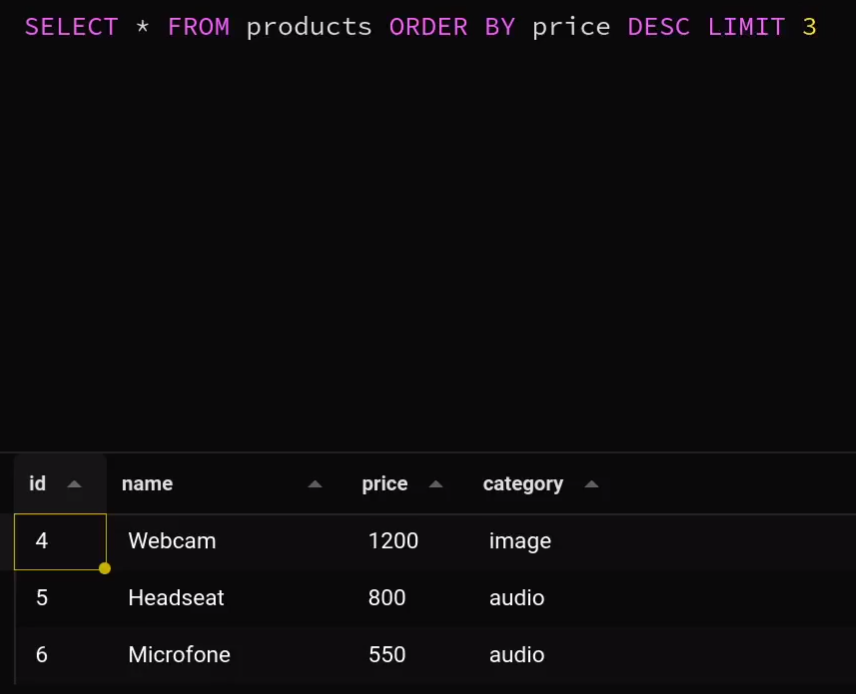 SELECT * FROM products ORDER BY price DESC LIMIT 3
id name price category
4 Webcam 1200 image
5 Headseat 800 audio
6 Microfone 550 audio